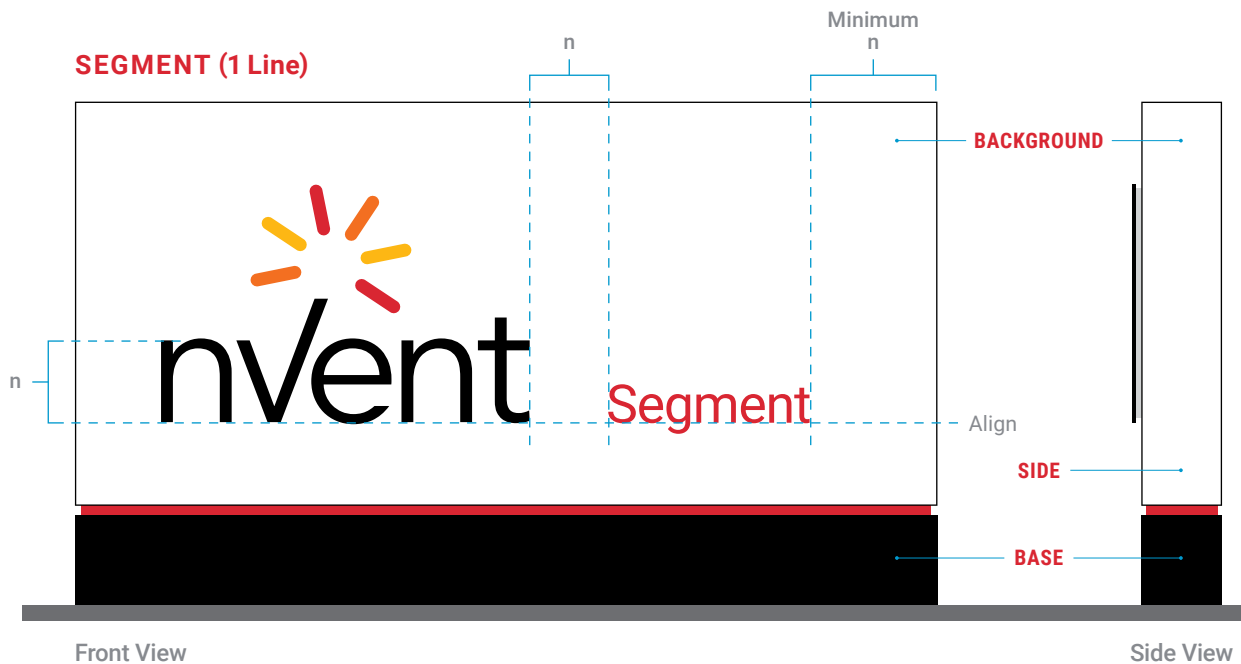 Minimum
n
n
SEGMENT (1 Line)
BACKGROUND
nVent
n
Segment
Align
SIDE
BASE
Front View
Side View